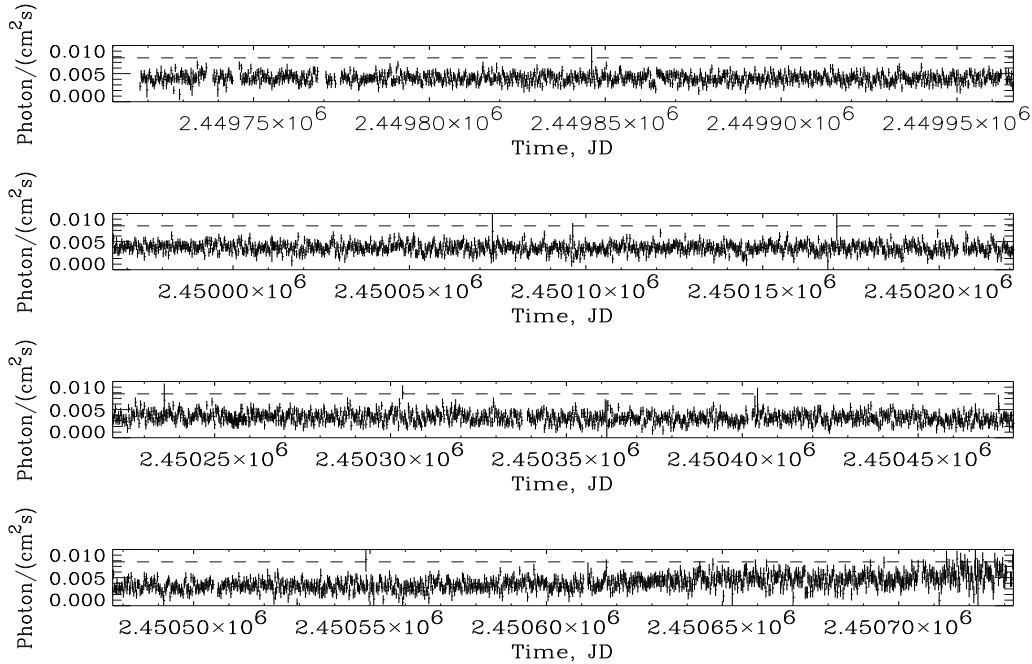 Photon/(cm²s)
0.010
0.005
0.000
2.44975×10⁶ 2.44980×10⁶ 2.44985×10⁶ 2.44990×10⁶ 2.44995×10⁶
Time, JD
Photon/(cm²s)
0.010
0.005
0.000
2.45000×10⁶ 2.45005×10⁶ 2.45010×10⁶ 2.45015×10⁶ 2.45020×10⁶
Time, JD
Photon/(cm²s)
0.010
0.005
0.000
2.45025×10⁶ 2.45030×10⁶ 2.45035×10⁶ 2.45040×10⁶ 2.45045×10⁶
Time, JD
Photon/(cm²s)
0.010
0.005
0.000
2.45050×10⁶ 2.45055×10⁶ 2.45060×10⁶ 2.45065×10⁶ 2.45070×10⁶
Time, JD